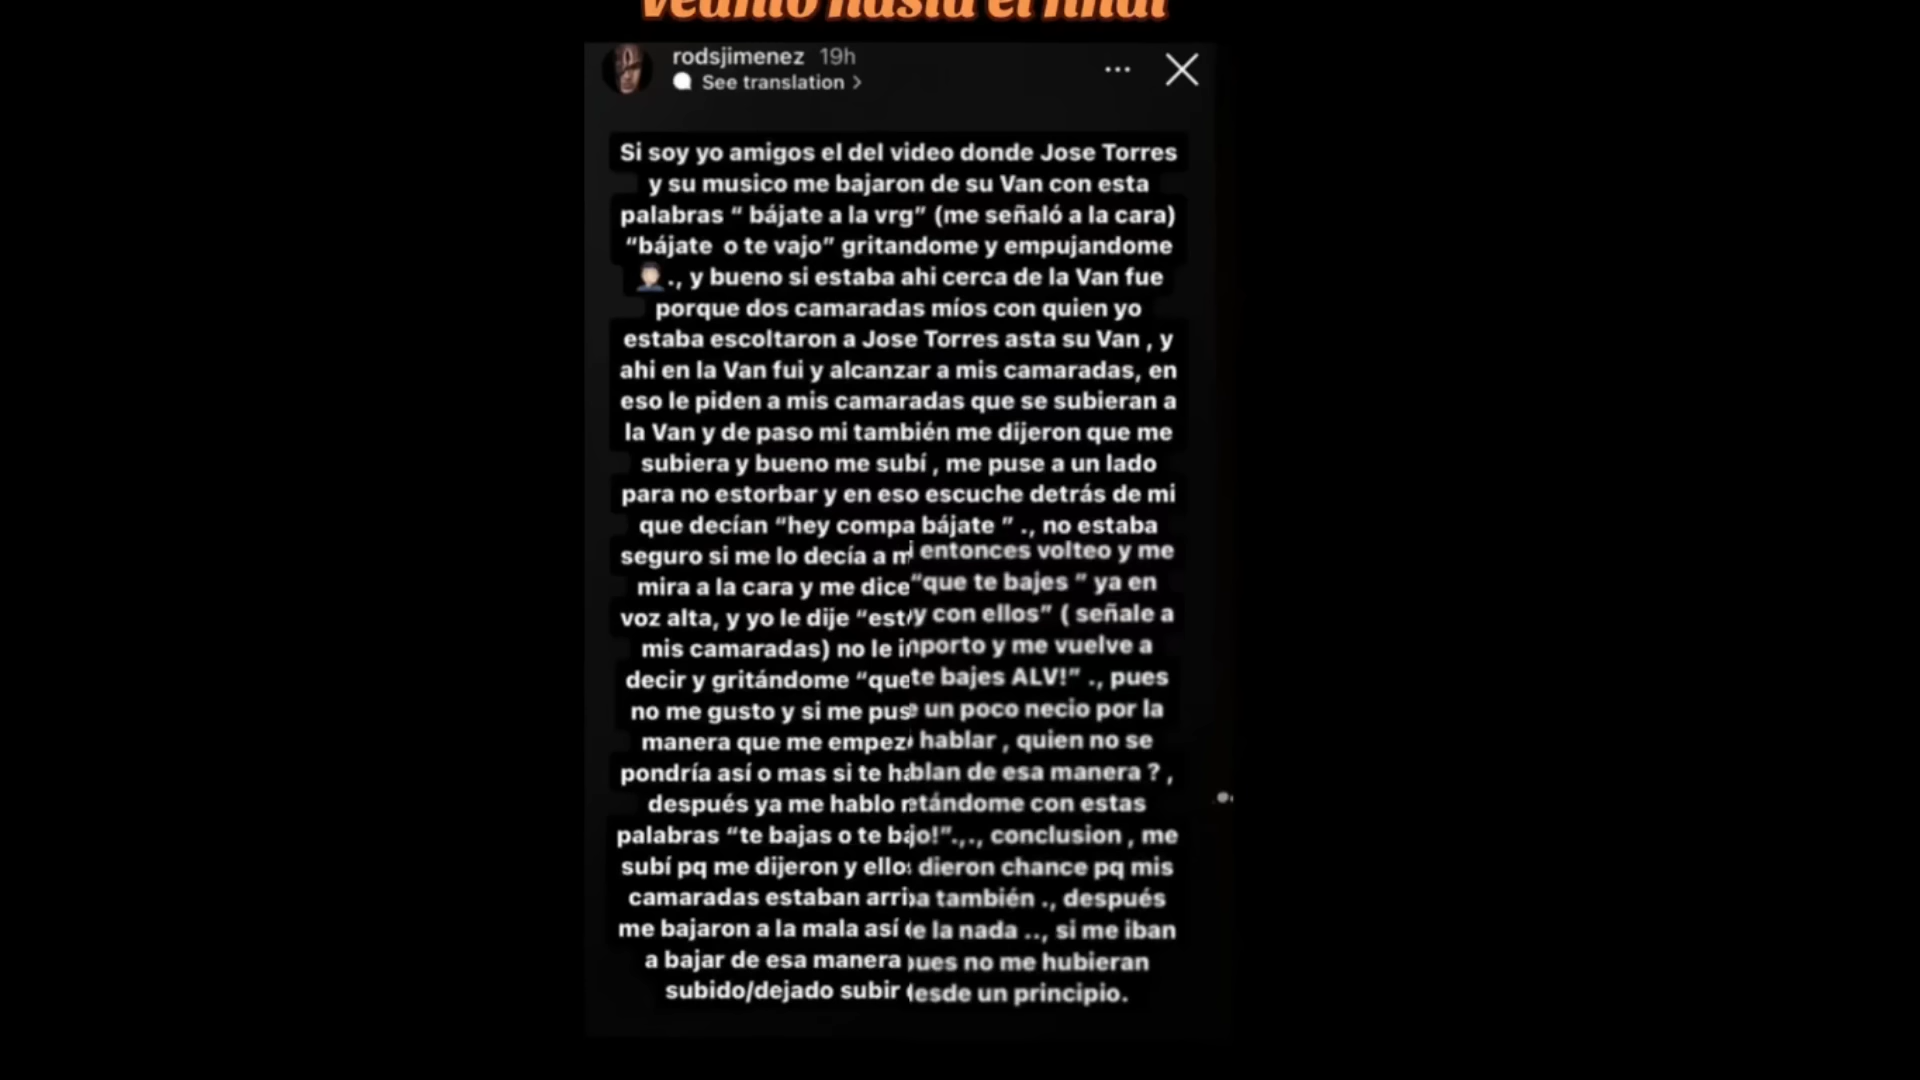 veanlo hasta el final
rodsjimenez 19h
See translation >
Si soy yo amigos el del video donde Jose Torres
y su musico me bajaron de su Van con esta
palabras “ bájate a la vrg” (me señaló a la cara)
“bájate o te vajo” gritandome y empujandome
., y bueno si estaba ahi cerca de la Van fue
porque dos camaradas míos con quien yo
estaba escoltaron a Jose Torres asta su Van , y
ahi en la Van fui y alcanzar a mis camaradas, en
eso le piden a mis camaradas que se subieran a
la Van y de paso mi también me dijeron que me
subiera y bueno me subí , me puse a un lado
para no estorbar y en eso escuche detrás de mi
que decían “hey compa bájate ” ., no estaba
seguro si me lo decía a mi entonces volteo y me
mira a la cara y me dice “que te bajes ” ya en
voz alta, y yo le dije “estoy con ellos” ( señale a
mis camaradas) no le importo y me vuelve a
decir y gritándome “que te bajes ALV!” ., pues
no me gusto y si me puse un poco necio por la
manera que me empezo hablar , quien no se
pondría así o mas si te hablan de esa manera ? ,
después ya me hablo retándome con estas
palabras “te bajas o te bajo!”.,., conclusion , me
subí pq me dijeron y ellos dieron chance pq mis
camaradas estaban arriba también ., después
me bajaron a la mala así de la nada .., si me iban
a bajar de esa manera pues no me hubieran
subido/dejado subir desde un principio.